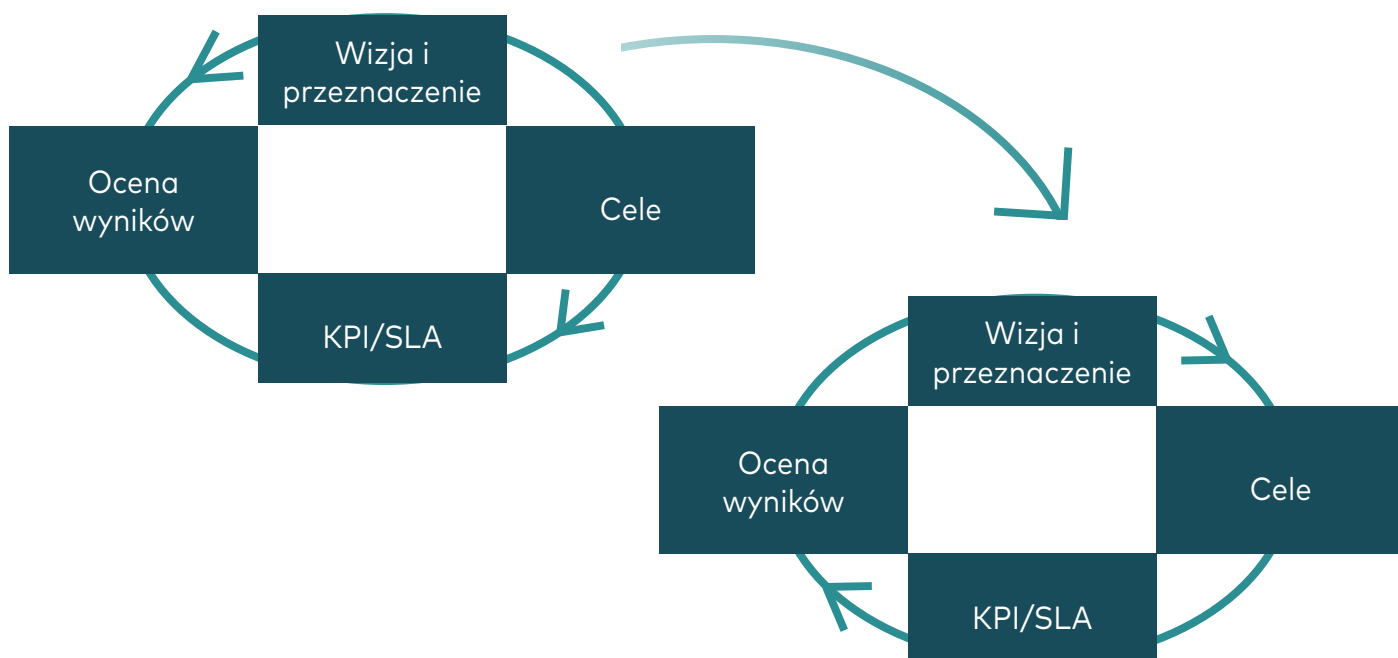 Wizja i
przeznaczenie
Ocena
wyników
Cele
KPI/SLA
Wizja i
przeznaczenie
Ocena
wyników
Cele
KPI/SLA